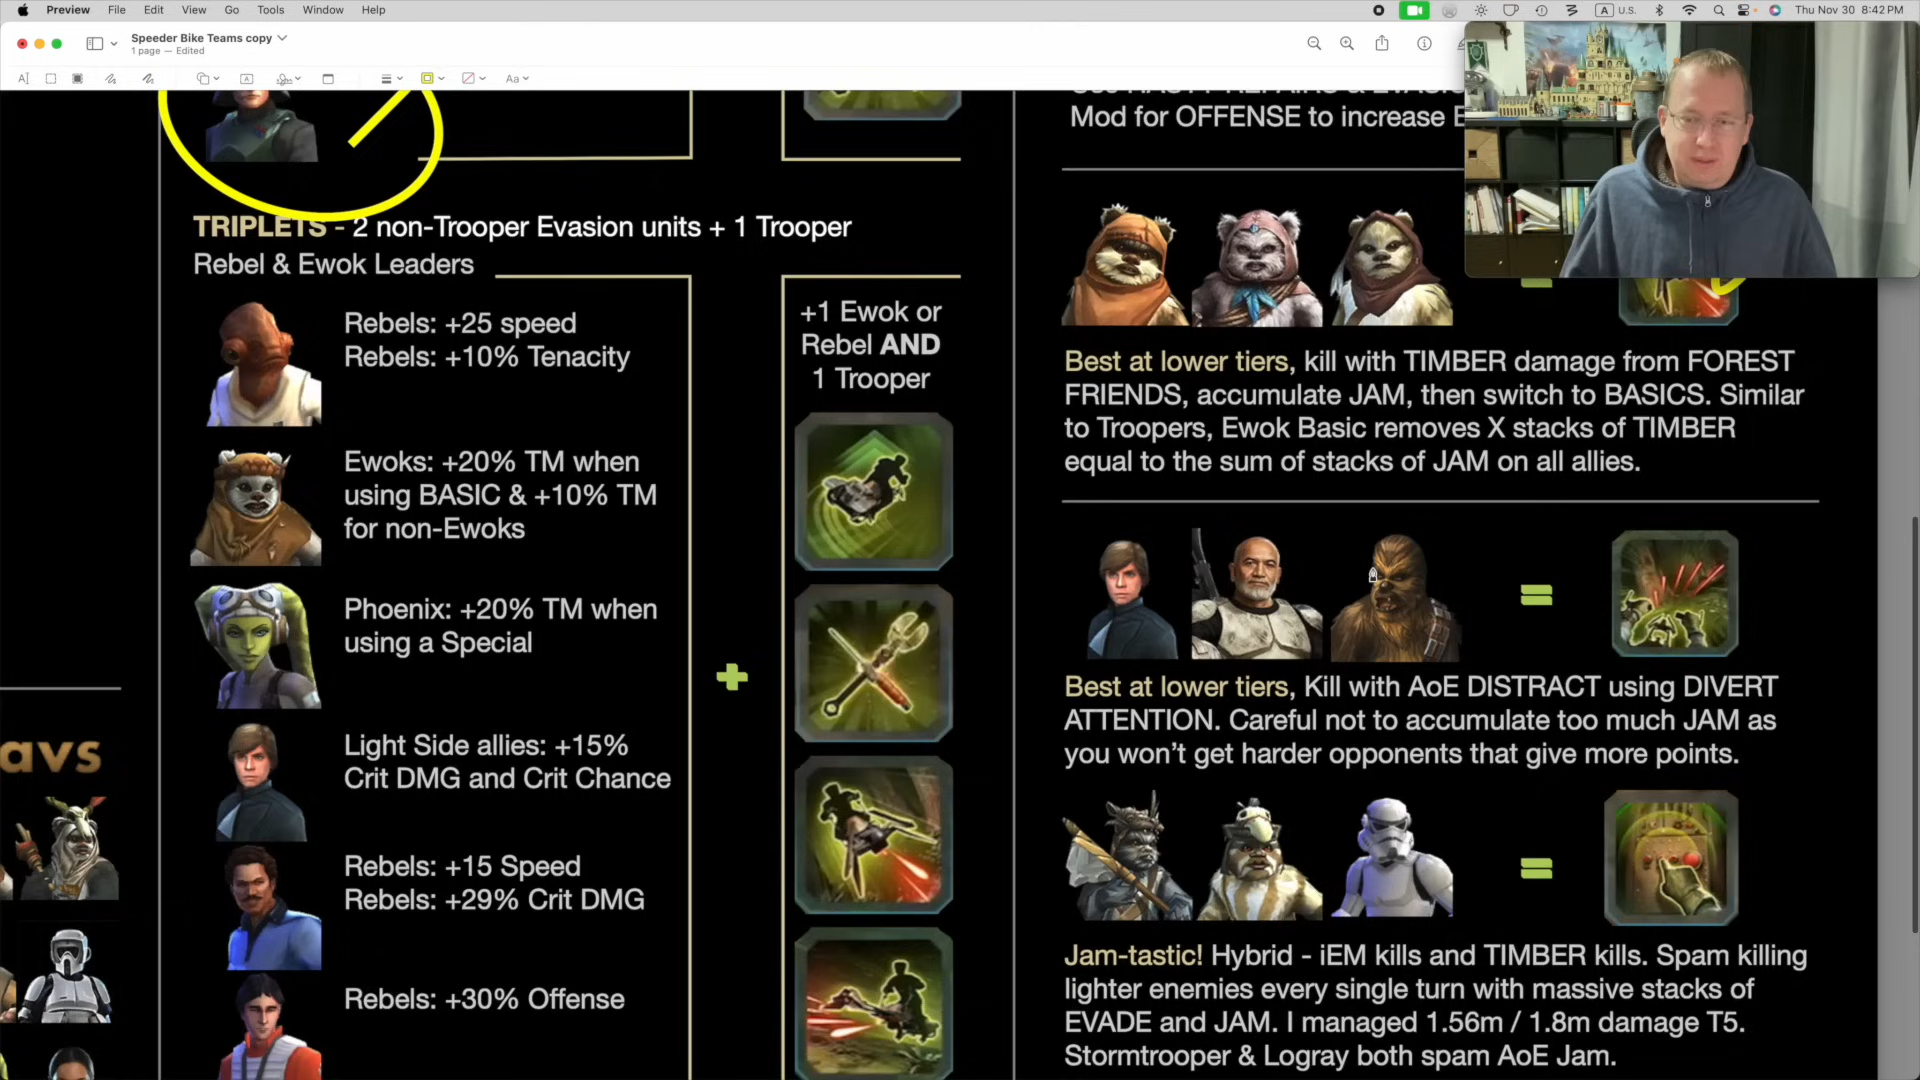 Preview File Edit View Go Tools Window Help
A U.S.
Thu Nov 30 8:42 PM
Speeder Bike Teams copy
1 page — Edited
Aa
Mod for OFFENSE to increase
TRIPLETS - 2 non-Trooper Evasion units + 1 Trooper
Rebel & Ewok Leaders
Rebels: +25 speed
Rebels: +10% Tenacity
Ewoks: +20% TM when
using BASIC & +10% TM
for non-Ewoks
Phoenix: +20% TM when
using a Special
Light Side allies: +15%
Crit DMG and Crit Chance
Rebels: +15 Speed
Rebels: +29% Crit DMG
Rebels: +30% Offense
+1 Ewok or
Rebel AND
1 Trooper
Best at lower tiers, kill with TIMBER damage from FOREST
FRIENDS, accumulate JAM, then switch to BASICS. Similar
to Troopers, Ewok Basic removes X stacks of TIMBER
equal to the sum of stacks of JAM on all allies.
Best at lower tiers, Kill with AoE DISTRACT using DIVERT
ATTENTION. Careful not to accumulate too much JAM as
you won't get harder opponents that give more points.
Jam-tastic! Hybrid - iEM kills and TIMBER kills. Spam killing
lighter enemies every single turn with massive stacks of
EVADE and JAM. I managed 1.56m / 1.8m damage T5.
Stormtrooper & Logray both spam AoE Jam.
avs